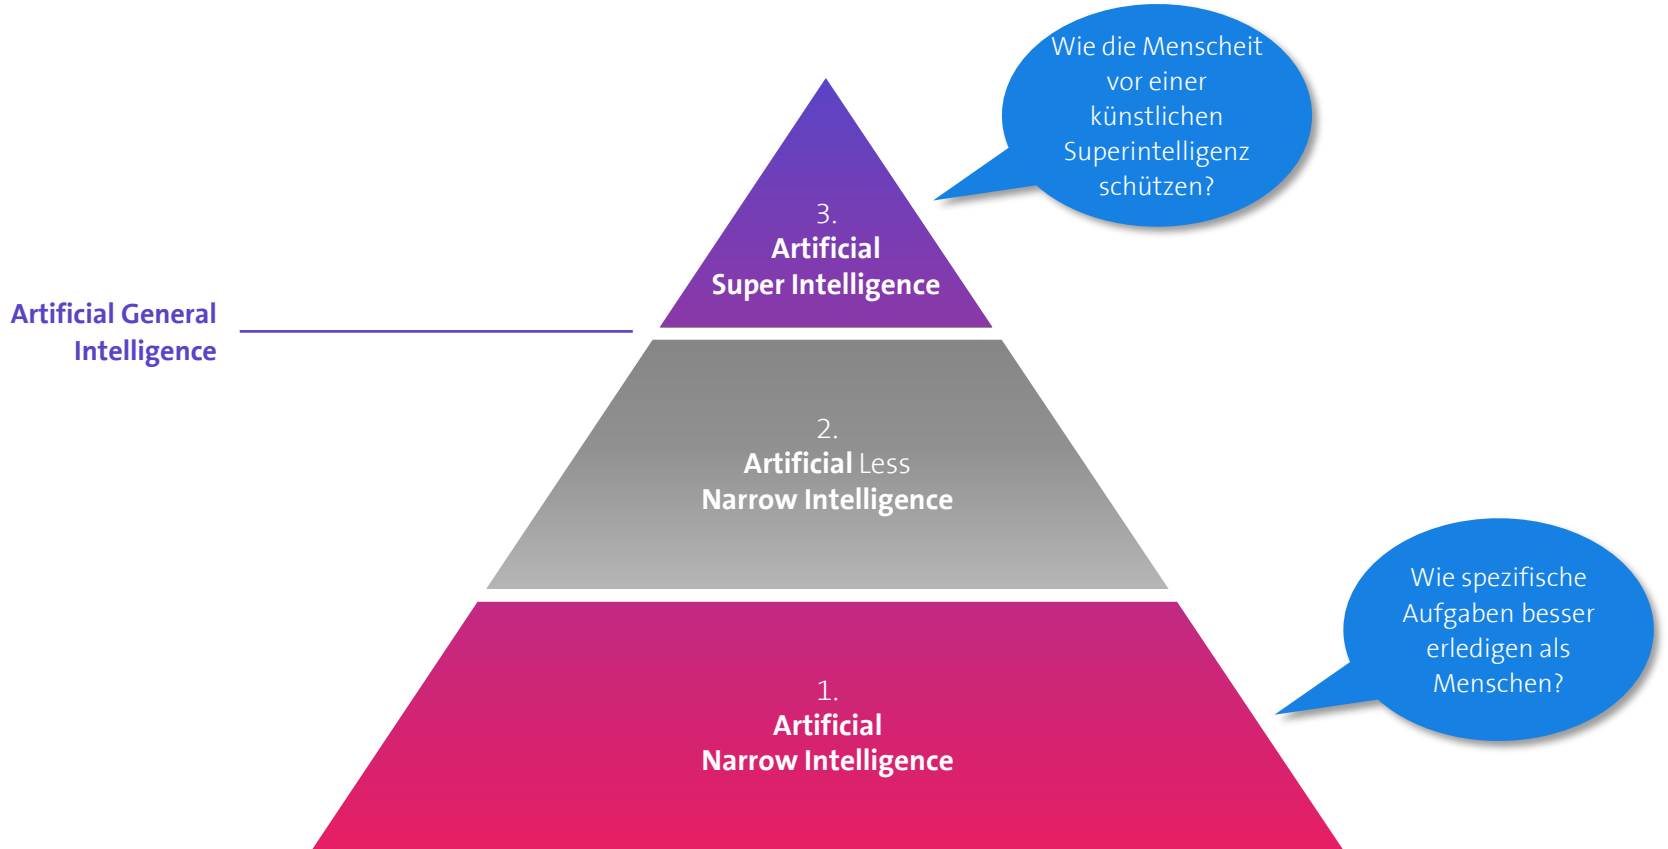 Wie die Menscheit
vor einer
künstlichen
Superintelligenz
schützen?
3.
Artificial
Super Intelligence
Artificial General
Intelligence
2.
Artificial Less
Narrow Intelligence
Wie spezifische
Aufgaben besser
erledigen als
Menschen?
1.
Artificial
Narrow Intelligence